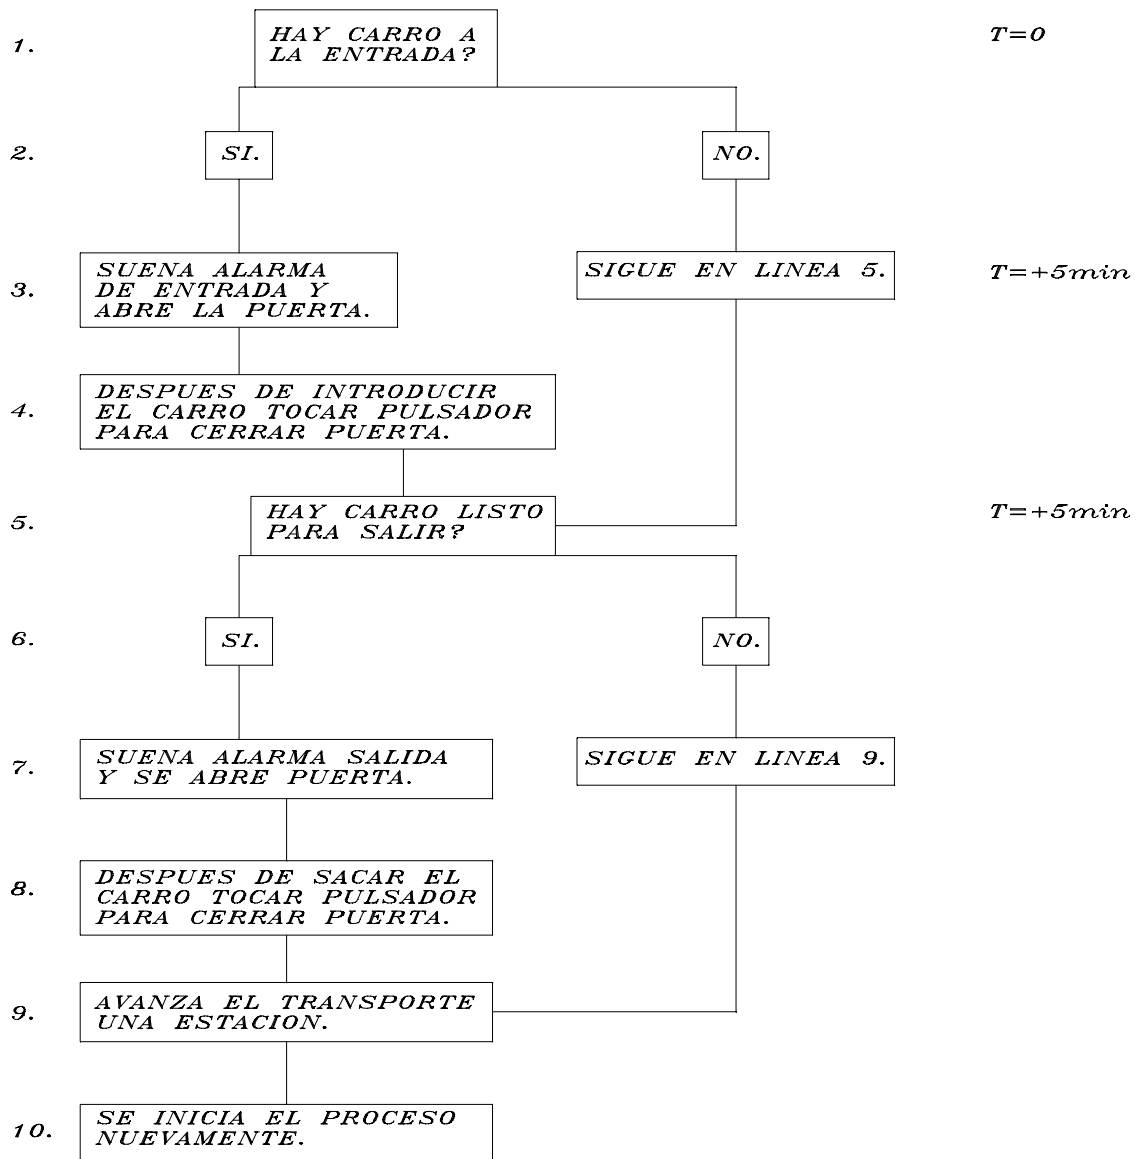 1.
HAY CARRO A
LA ENTRADA?
T=0
2.
SI.
NO.
3.
SUENA ALARMA
DE ENTRADA Y
ABRE LA PUERTA.
SIGUE EN LINEA 5.
T=+5min
4.
DESPUES DE INTRODUCIR
EL CARRO TOCAR PULSADOR
PARA CERRAR PUERTA.
5.
HAY CARRO LISTO
PARA SALIR?
T=+5min
6.
SI.
NO.
7.
SUENA ALARMA SALIDA
Y SE ABRE PUERTA.
SIGUE EN LINEA 9.
8.
DESPUES DE SACAR EL
CARRO TOCAR PULSADOR
PARA CERRAR PUERTA.
9.
AVANZA EL TRANSPORTE
UNA ESTACION.
10.
SE INICIA EL PROCESO
NUEVAMENTE.